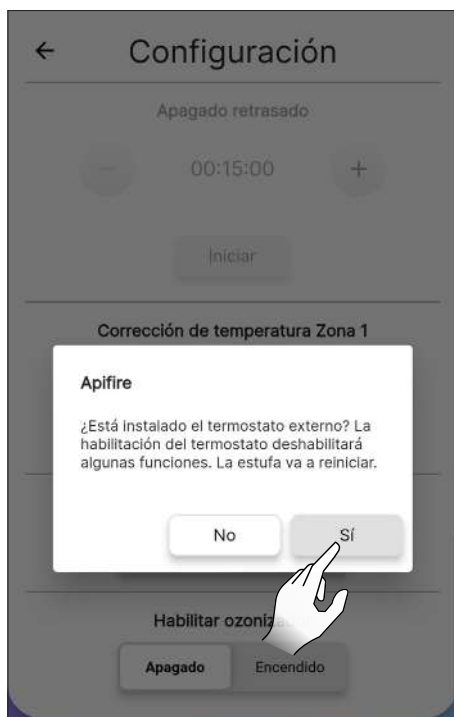 Configuración
Apagado retrasado
00:15:00
Iniciar
Corrección de temperatura Zona 1
Apifire
¿Está instalado el termostato externo? La
habilitación del termostato deshabilitará
algunas funciones. La estufa va a reiniciar.
No Sí
Habilitar
Apagado Encendido